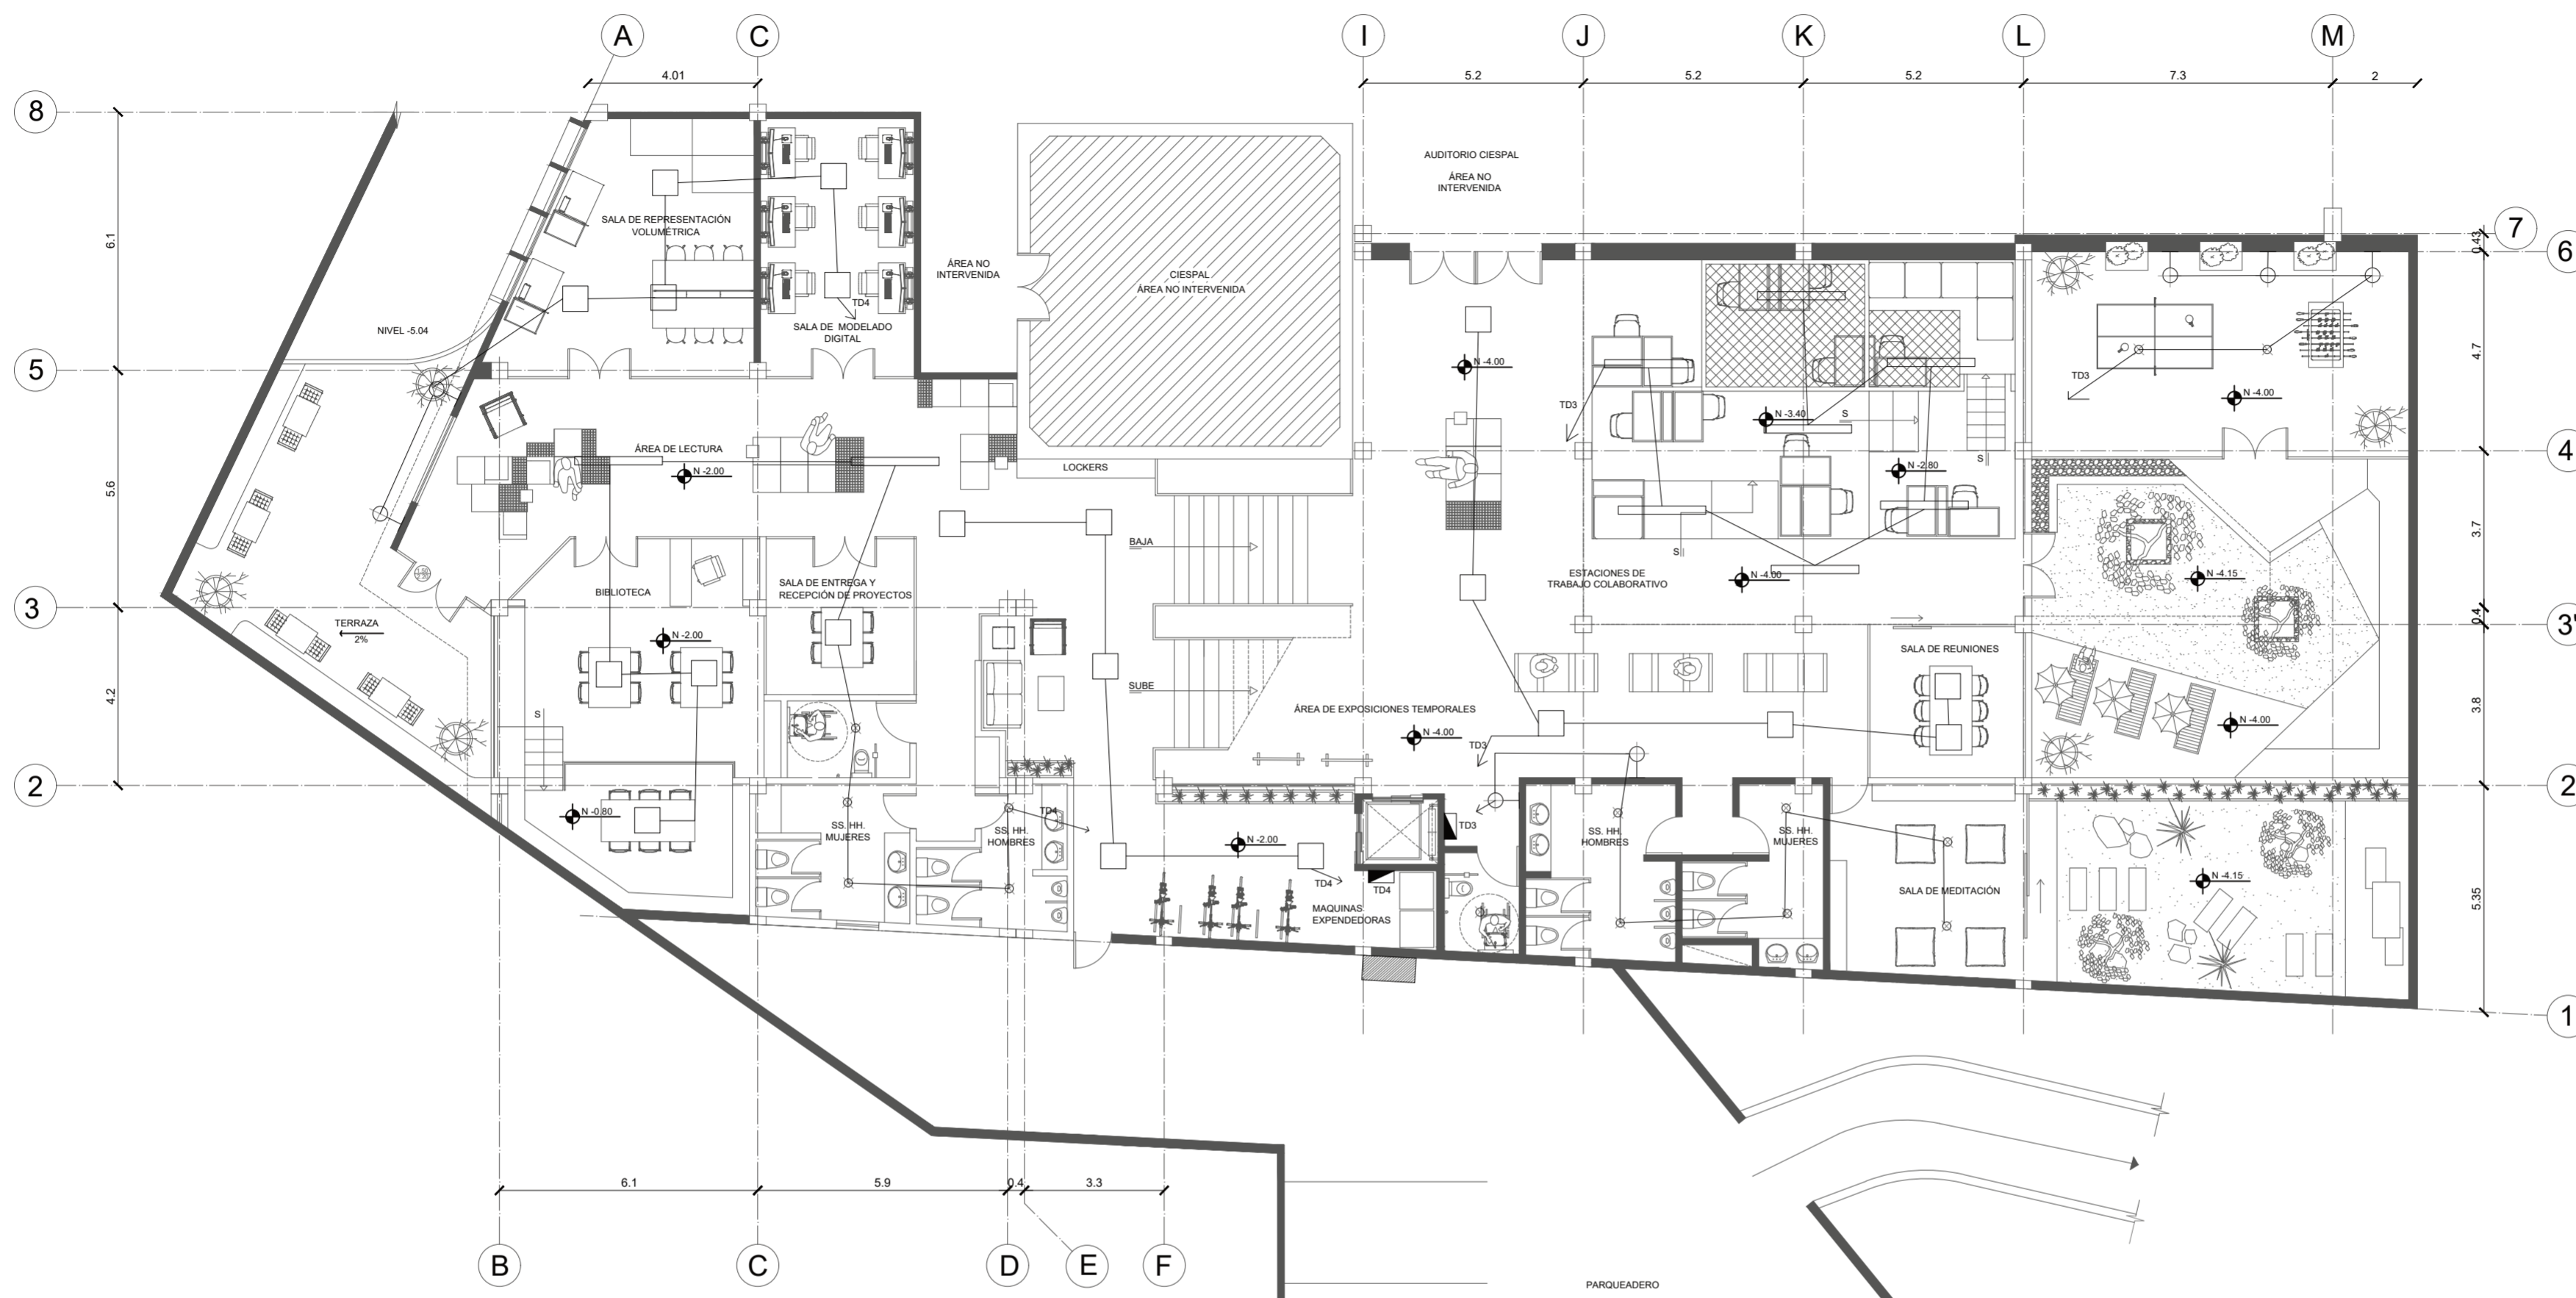 A
C
I
J
K
L
M
4.01
5.2
5.2
5.2
7.3
2
8
7
6
5
4
3
3'
2
2
1
6.1
5.6
4.2
0.43
4.7
3.7
0.4
3.8
5.35
AUDITORIO CIESPAL
ÁREA NO
INTERVENIDA
SALA DE REPRESENTACIÓN
VOLUMÉTRICA
TD4
SALA DE MODELADO
DIGITAL
ÁREA NO
INTERVENIDA
CIESPAL
ÁREA NO INTERVENIDA
NIVEL -5.04
N -4.00
TD3
N -3.40
S
TD3
N -4.00
ÁREA DE LECTURA
N -2.00
LOCKERS
N -2.80
S
BAJA
S
ESTACIONES DE
TRABAJO COLABORATIVO
N -4.00
N -4.15
BIBLIOTECA
SALA DE ENTREGA Y
RECEPCIÓN DE PROYECTOS
TERRAZA
2%
N -2.00
SALA DE REUNIONES
SUBE
S
ÁREA DE EXPOSICIONES TEMPORALES
N -4.00
TD3
N -4.00
N -0.80
SS. HH.
MUJERES
SS. HH.
HOMBRES
TD4
N -2.00
TD3
SS. HH.
HOMBRES
SS. HH.
MUJERES
TD4
TD4
MAQUINAS
EXPENDEDORAS
SALA DE MEDITACIÓN
N -4.15
6.1
5.9
0.4
3.3
B
C
D
E
F
PARQUEADERO